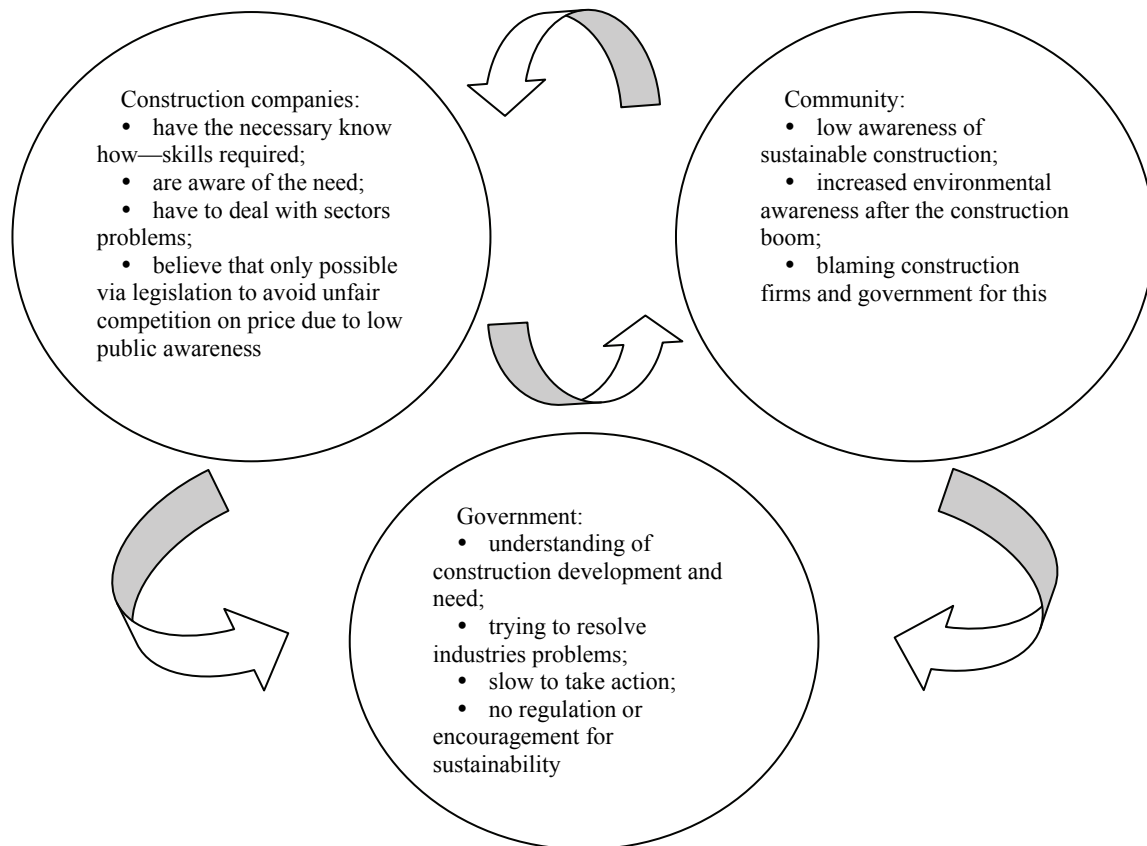 Construction companies:
• have the necessary know
how—skills required;
• are aware of the need;
• have to deal with sectors
problems;
• believe that only possible
via legislation to avoid unfair
competition on price due to low
public awareness
Community:
• low awareness of
sustainable construction;
• increased environmental
awareness after the construction
boom;
• blaming construction
firms and government for this
Government:
• understanding of
construction development and
need;
• trying to resolve
industries problems;
• slow to take action;
• no regulation or
encouragement for
sustainability